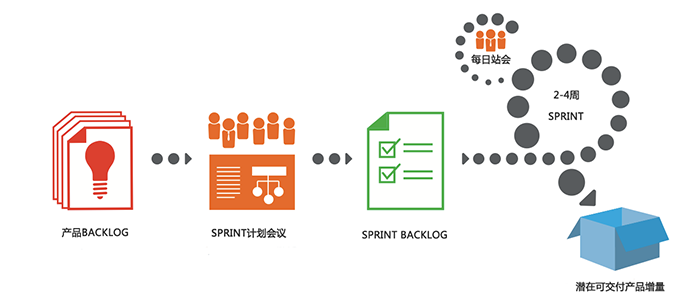 每日站会
2-4周
SPRINT
产品BACKLOG
SPRINT计划会议
SPRINT BACKLOG
潜在可交付产品增量